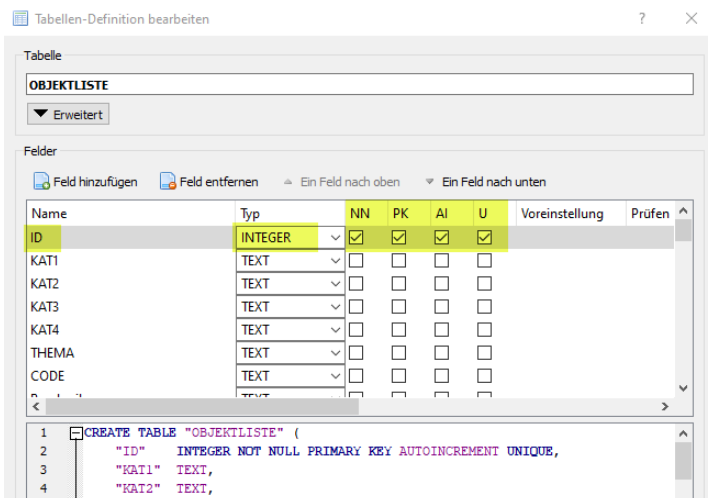 Tabellen-Definition bearbeiten ? ×
Tabelle
OBJEKTLISTE
Erweitert
Felder
Feld hinzufügen Feld entfernen Ein Feld nach oben Ein Feld nach unten
Name Typ NN PK AI U Voreinstellung Prüfen
ID INTEGER
KAT1 TEXT
KAT2 TEXT
KAT3 TEXT
KAT4 TEXT
THEMA TEXT
CODE TEXT
1 CREATE TABLE "OBJEKTLISTE" (
2 "ID" INTEGER NOT NULL PRIMARY KEY AUTOINCREMENT UNIQUE,
3 "KAT1" TEXT,
4 "KAT2" TEXT,